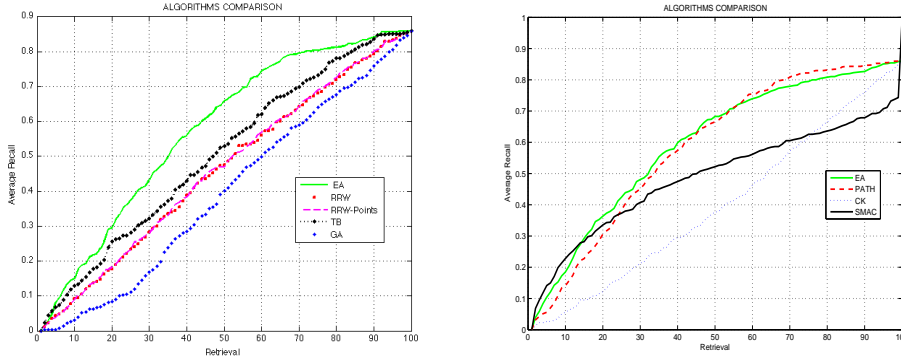 ALGORITHMS COMPARISON
0.9
0.8
0.7
0.6
0.5
0.4
0.3
0.2
0.1
0
Average Recall
EA
RRW
RRW-Points
TB
GA
0 10 20 30 40 50 60 70 80 90 100
Retrieval
ALGORITHMS COMPARISON
1
0.9
0.8
0.7
0.6
0.5
0.4
0.3
0.2
0.1
0
Average Recall
EA
PATH
CK
SMAC
0 10 20 30 40 50 60 70 80 90 100
Retrieval